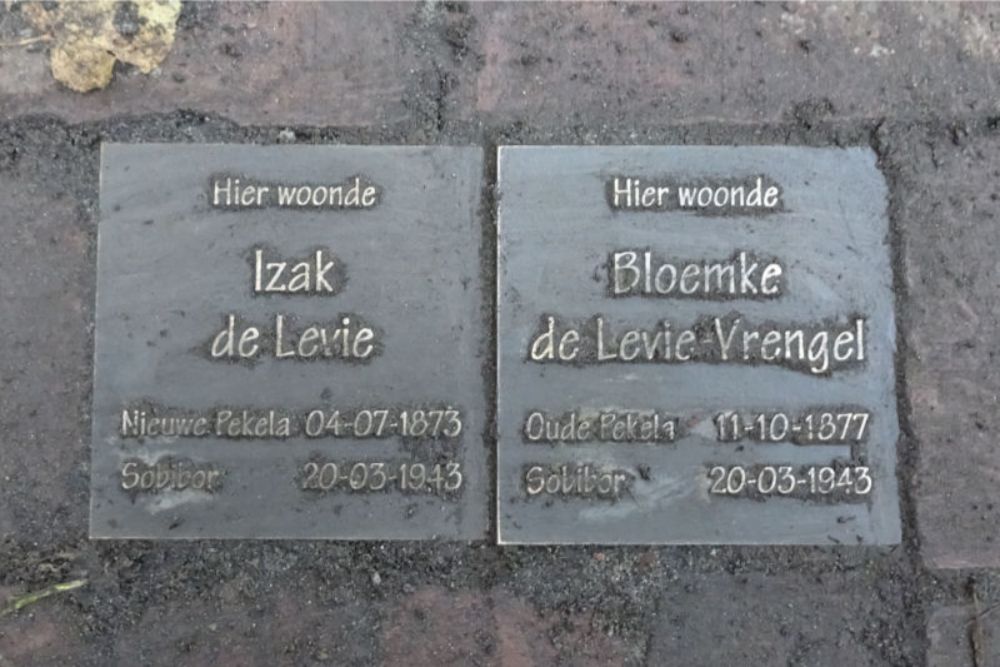 Hier woonde
Izak
de Levie
Nieuwe Pekela 04-07-1873
Sobibor 20-03-1943
Hier woonde
Bloemke
de Levie-Vrengel
Oude Pekela 11-10-1877
Sobibor 20-03-1943